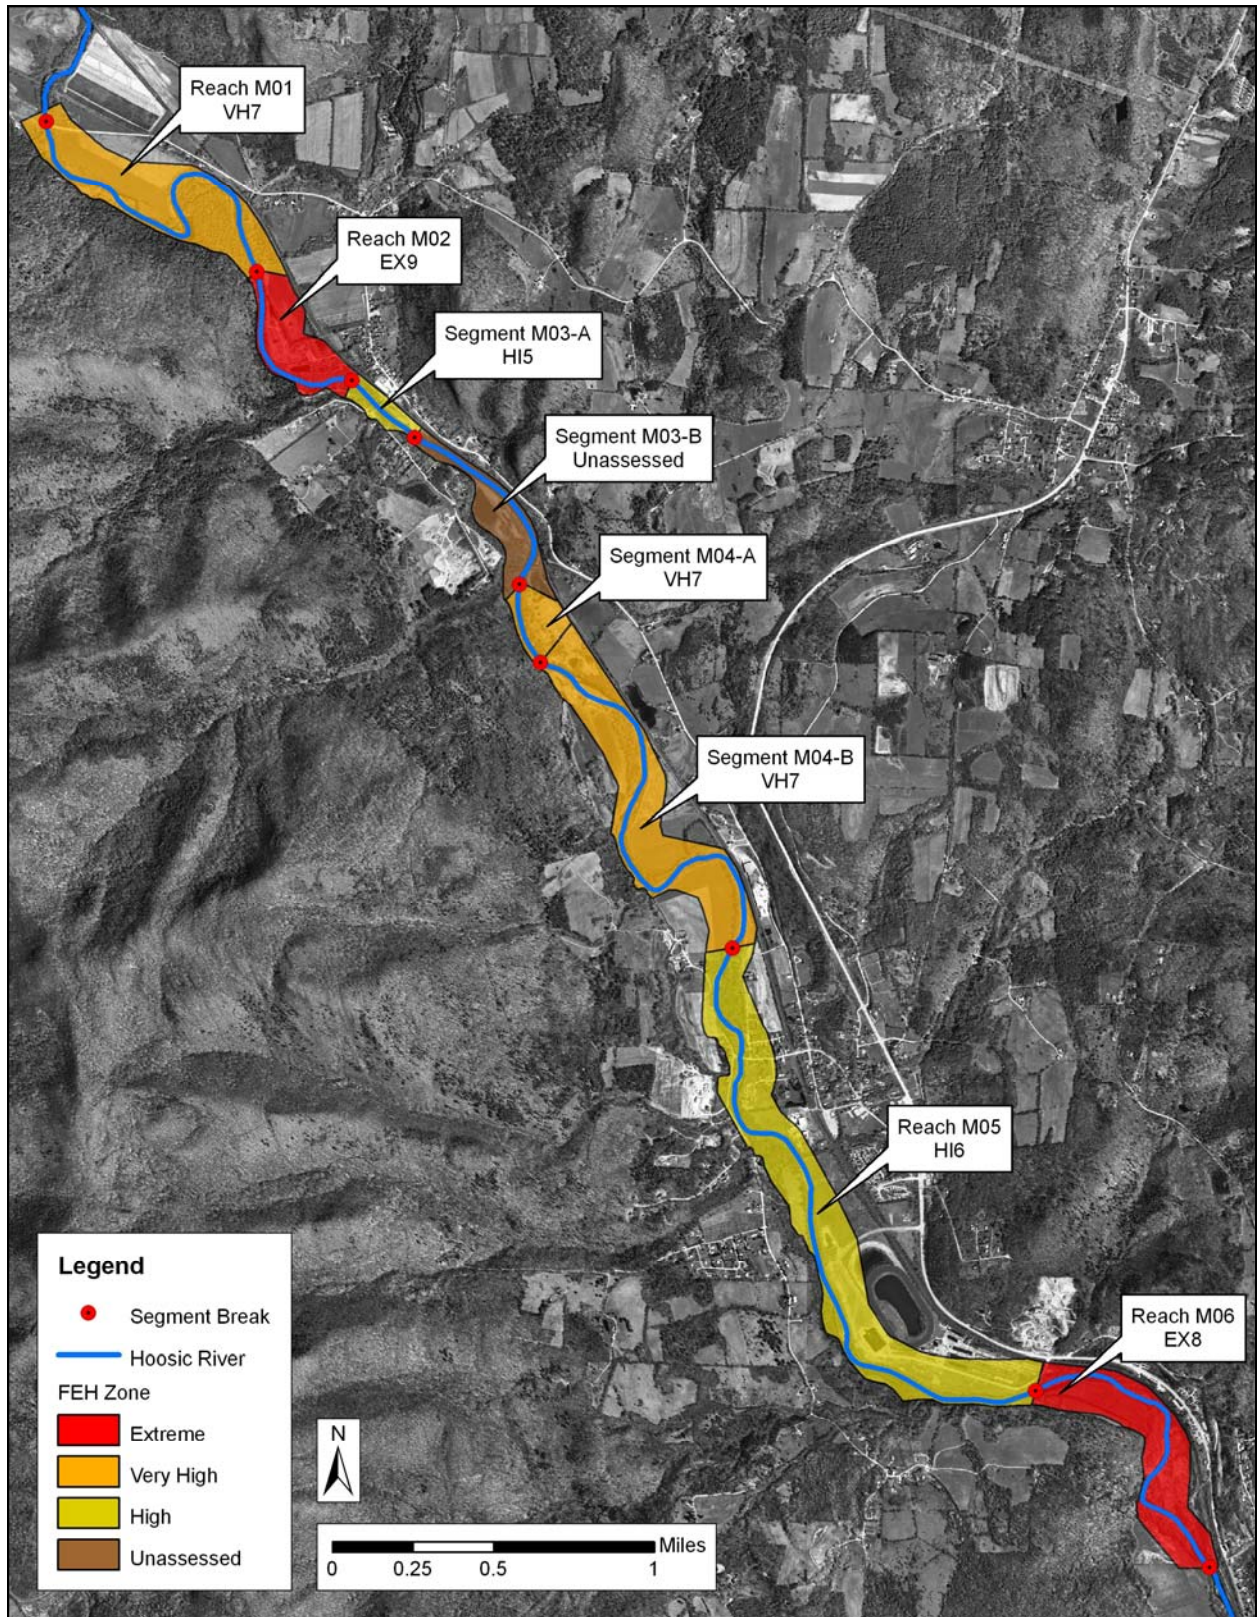 Reach M01
VH7
Reach M02
EX9
Segment M03-A
HI5
Segment M03-B
Unassessed
Segment M04-A
VH7
Segment M04-B
VH7
Reach M05
HI6
Reach M06
EX8
Legend
Segment Break
Hoosic River
FEH Zone
Extreme
Very High
High
Unassessed
N
Miles
0 0.25 0.5 1